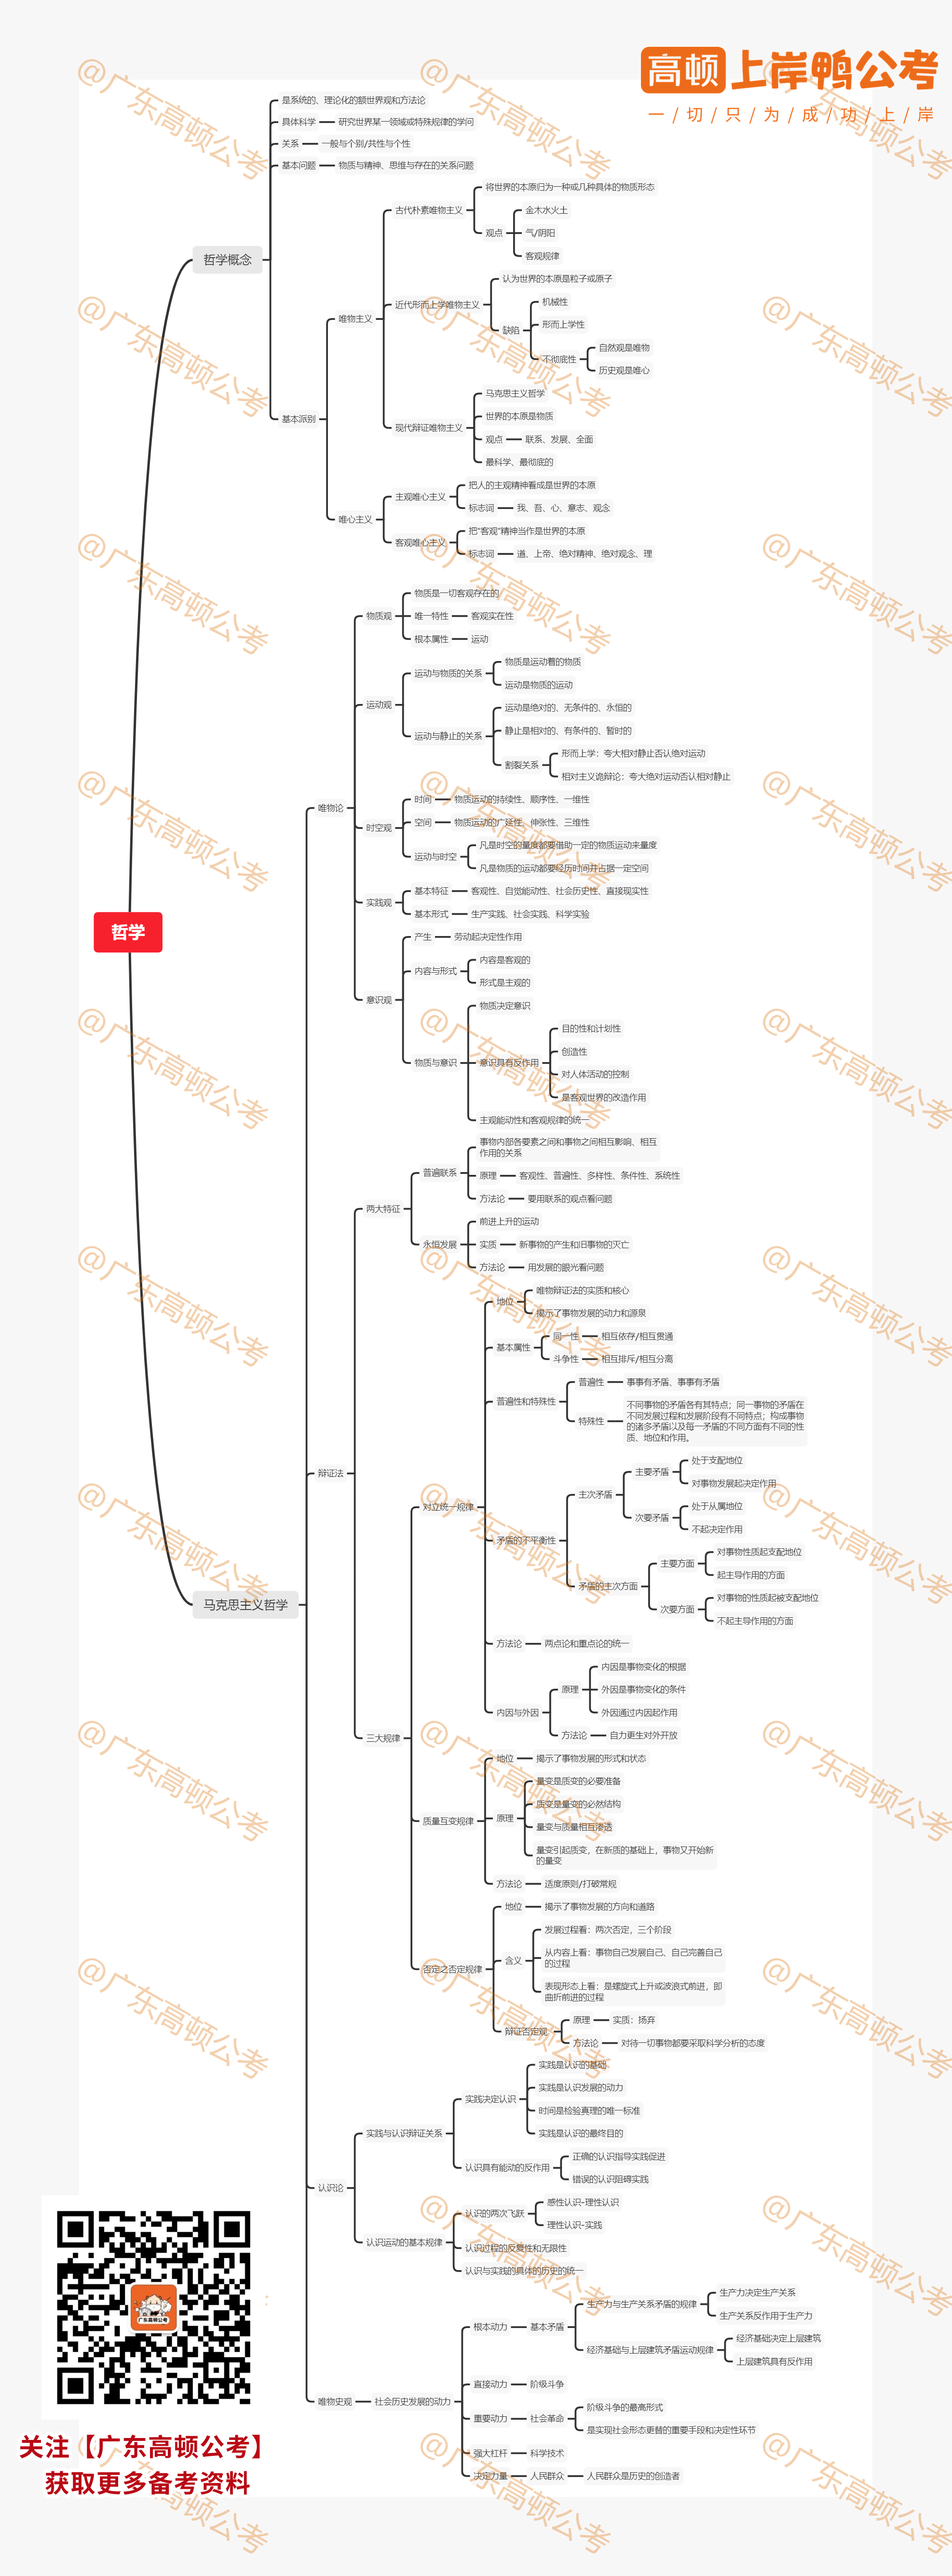 高顿 上岸鸭公考
一/切/只/为/成/功/上/岸
哲学
哲学概念
是系统的、理论化的额世界观和方法论
具体科学
研究世界某一领域或特殊规律的学问
关系
一般与个别/共性与个性
基本问题
物质与精神、思维与存在的关系问题
基本派别
唯物主义
古代朴素唯物主义
将世界的本原归为一种或几种具体的物质形态
观点
金木水火土
气/阴阳
客观规律
近代形而上学唯物主义
认为世界的本原是粒子或原子
缺陷
机械性
形而上学性
不彻底性
自然观是唯物
历史观是唯心
现代辩证唯物主义
马克思主义哲学
世界的本原是物质
观点
联系、发展、全面
最科学、最彻底的
唯心主义
主观唯心主义
把人的主观精神看成是世界的本原
标志词
我、吾、心、意志、观念
客观唯心主义
把“客观”精神当作是世界的本原
标志词
道、上帝、绝对精神、绝对观念、理
马克思主义哲学
唯物论
物质观
物质是一切客观存在的
唯一特性
客观实在性
根本属性
运动
运动观
运动与物质的关系
物质是运动着的物质
运动是物质的运动
运动与静止的关系
运动是绝对的、无条件的、永恒的
静止是相对的、有条件的、暂时的
割裂关系
形而上学：夸大相对静止否认绝对运动
相对主义诡辩论：夸大绝对运动否认相对静止
时空观
时间
物质运动的持续性、顺序性、一维性
空间
物质运动的广延性、伸张性、三维性
运动与时空
凡是时空的量度都要借助一定的物质运动来量度
凡是物质的运动都要经历时间并占据一定空间
实践观
基本特征
客观性、自觉能动性、社会历史性、直接现实性
基本形式
生产实践、社会实践、科学实验
意识观
产生
劳动起决定性作用
内容与形式
内容是客观的
形式是主观的
物质与意识
物质决定意识
意识具有反作用
目的性和计划性
创造性
对人体活动的控制
是客观世界的改造作用
主观能动性和客观规律的统一
辩证法
两大特征
普遍联系
事物内部各要素之间和事物之间相互影响、相互
作用的关系
原理
客观性、普遍性、多样性、条件性、系统性
方法论
要用联系的观点看问题
永恒发展
前进上升的运动
实质
新事物的产生和旧事物的灭亡
方法论
用发展的眼光看问题
三大规律
对立统一规律
地位
唯物辩证法的实质和核心
揭示了事物发展的动力和源泉
基本属性
同一性
相互依存/相互贯通
斗争性
相互排斥/相互分离
普遍性和特殊性
普遍性
事事有矛盾、事事有矛盾
特殊性
不同事物的矛盾各有其特点；同一事物的矛盾在
不同发展过程和发展阶段有不同特点；构成事物
的诸多矛盾以及每一矛盾的不同方面有不同的性
质、地位和作用。
矛盾的不平衡性
主次矛盾
主要矛盾
处于支配地位
对事物发展起决定作用
次要矛盾
处于从属地位
不起决定作用
矛盾的主次方面
主要方面
对事物性质起支配地位
起主导作用的方面
次要方面
对事物的性质起被支配地位
不起主导作用的方面
方法论
两点论和重点论的统一
内因与外因
原理
内因是事物变化的根据
外因是事物变化的条件
外因通过内因起作用
方法论
自力更生对外开放
质量互变规律
地位
揭示了事物发展的形式和状态
原理
量变是质变的必要准备
质变是量变的必然结构
量变与质量相互渗透
量变引起质变，在新质的基础上，事物又开始新
的量变
方法论
适度原则/打破常规
否定之否定规律
地位
揭示了事物发展的方向和道路
含义
发展过程看：两次否定，三个阶段
从内容上看：事物自己发展自己、自己完善自己
的过程
表现形态上看：是螺旋式上升或波浪式前进，即
曲折前进的过程
辩证否定观
原理
实质：扬弃
方法论
对待一切事物都要采取科学分析的态度
认识论
实践与认识辩证关系
实践决定认识
实践是认识的基础
实践是认识发展的动力
时间是检验真理的唯一标准
实践是认识的最终目的
认识具有能动的反作用
正确的认识指导实践促进
错误的认识阻碍实践
认识运动的基本规律
认识的两次飞跃
感性认识-理性认识
理性认识-实践
认识过程的反复性和无限性
认识与实践的具体的历史的统一
唯物史观
社会历史发展的动力
根本动力
基本矛盾
生产力与生产关系矛盾的规律
生产力决定生产关系
生产关系反作用于生产力
经济基础与上层建筑矛盾运动规律
经济基础决定上层建筑
上层建筑具有反作用
直接动力
阶级斗争
重要动力
社会革命
阶级斗争的最高形式
是实现社会形态更替的重要手段和决定性环节
强大杠杆
科学技术
决定力量
人民群众
人民群众是历史的创造者
广东高顿公考
关注【广东高顿公考】
获取更多备考资料
@广东高顿公考